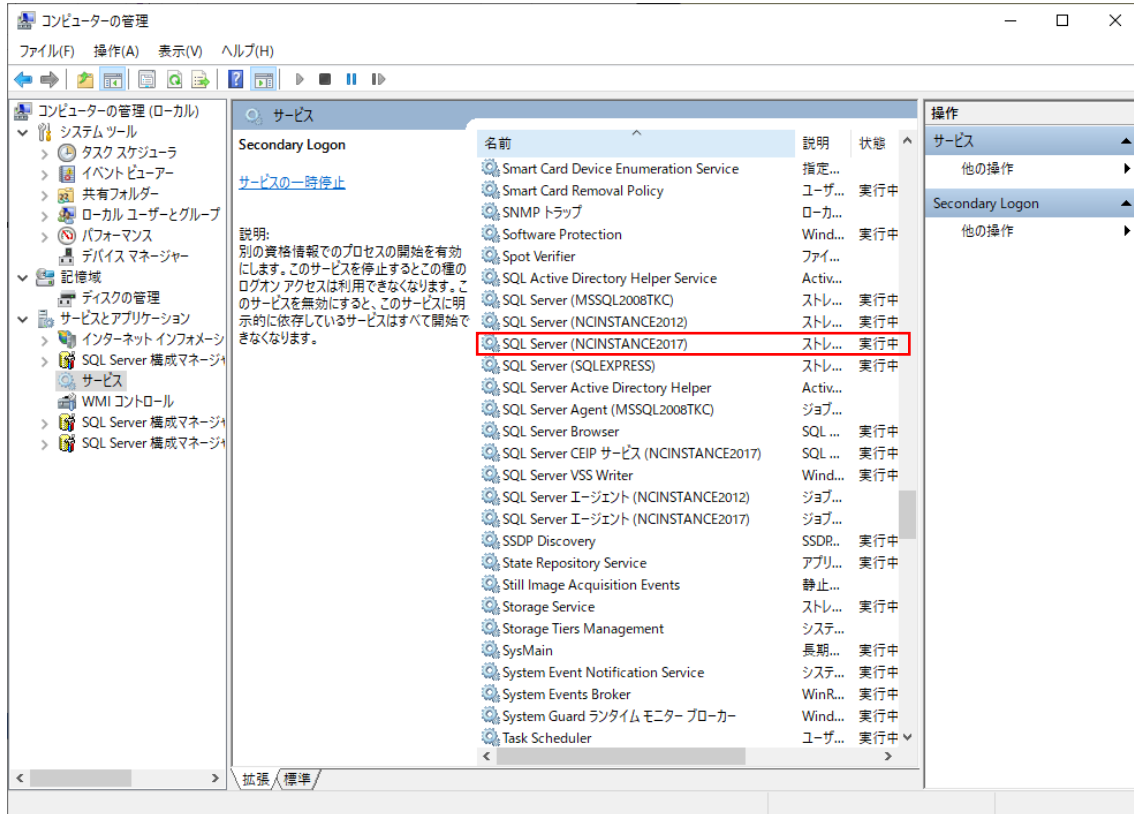 コンピューターの管理
ファイル(F) 操作(A) 表示(V) ヘルプ(H)
コンピューターの管理 (ローカル)
システム ツール
タスク スケジューラ
イベント ビューアー
共有フォルダー
ローカル ユーザーとグループ
パフォーマンス
デバイス マネージャー
記憶域
ディスクの管理
サービスとアプリケーション
インターネット インフォメーシ
SQL Server 構成マネージャ
サービス
WMI コントロール
SQL Server 構成マネージャ
SQL Server 構成マネージャ
サービス
Secondary Logon
サービスの一時停止
説明:
別の資格情報でのプロセスの開始を有効
にします。このサービスを停止するとこの種の
ログオン アクセスは利用できなくなります。こ
のサービスを無効にすると、このサービスに明
示的に依存しているサービスはすべて開始で
きなくなります。
名前 説明 状態
Smart Card Device Enumeration Service 指定...
Smart Card Removal Policy ユーザ... 実行中
SNMP トラップ ローカ...
Software Protection Wind... 実行中
Spot Verifier ファイ...
SQL Active Directory Helper Service Activ...
SQL Server (MSSQL2008TKC) ストレ... 実行中
SQL Server (NCINSTANCE2012) ストレ... 実行中
SQL Server (NCINSTANCE2017) ストレ... 実行中
SQL Server (SQLEXPRESS) ストレ... 実行中
SQL Server Active Directory Helper Activ...
SQL Server Agent (MSSQL2008TKC) ジョブ...
SQL Server Browser SQL ... 実行中
SQL Server CEIP サービス (NCINSTANCE2017) SQL ... 実行中
SQL Server VSS Writer Wind... 実行中
SQL Server エージェント (NCINSTANCE2012) ジョブ...
SQL Server エージェント (NCINSTANCE2017) ジョブ...
SSDP Discovery SSDP... 実行中
State Repository Service アプリ... 実行中
Still Image Acquisition Events 静止...
Storage Service ストレ... 実行中
Storage Tiers Management システ...
SysMain 長期... 実行中
System Event Notification Service システ... 実行中
System Events Broker WinR... 実行中
System Guard ランタイム モニター ブローカー Wind... 実行中
Task Scheduler ユーザ... 実行中
拡張 標準
操作
サービス
他の操作
Secondary Logon
他の操作